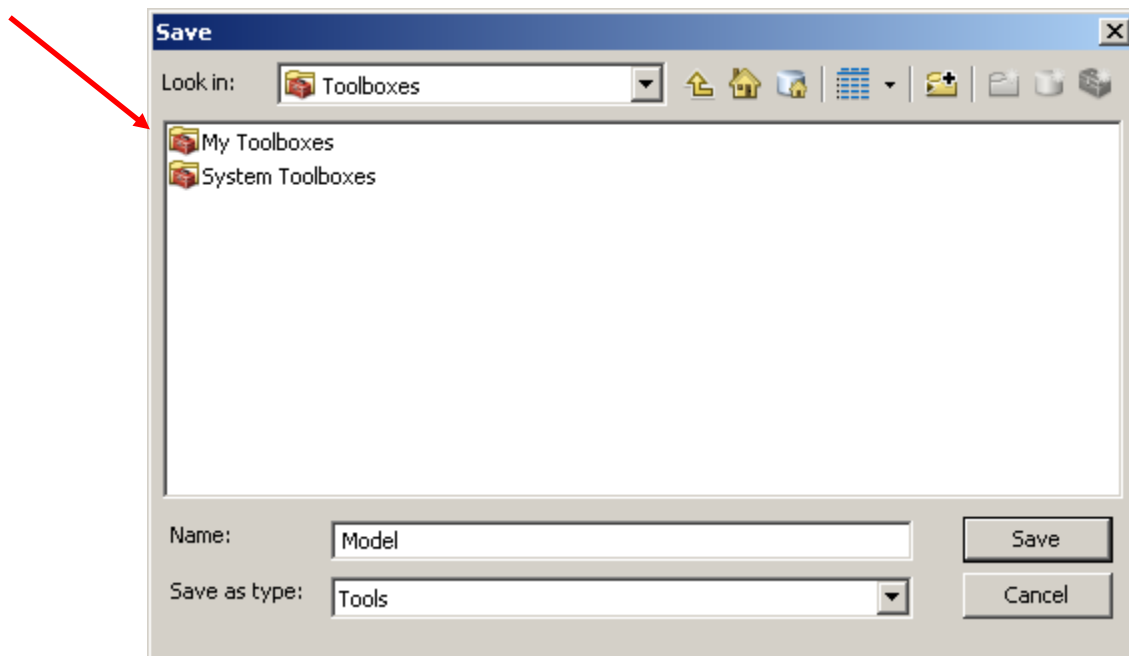 Save
Look in: Toolboxes
My Toolboxes
System Toolboxes
Name: Model Save
Save as type: Tools Cancel